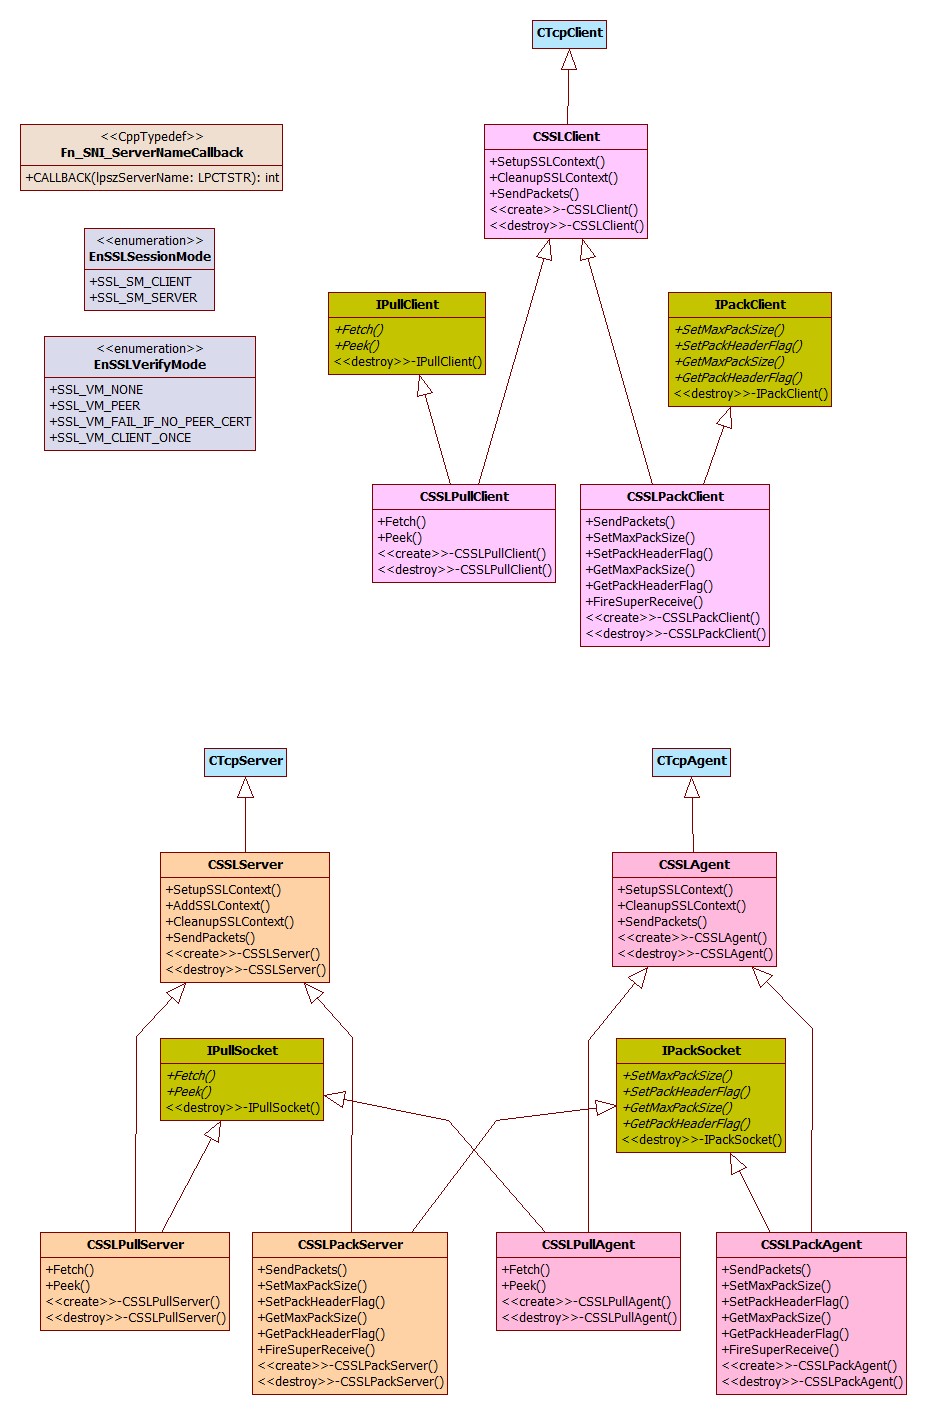 CTcpClient
<<CppTypedef>>
Fn_SNI_ServerNameCallback
+CALLBACK(lpszServerName: LPCTSTR): int
CSSLClient
+SetupSSLContext()
+CleanupSSLContext()
+SendPackets()
<<create>>-CSSLClient()
<<destroy>>-CSSLClient()
<<enumeration>>
EnSSLSessionMode
+SSL_SM_CLIENT
+SSL_SM_SERVER
IPullClient
+Fetch()
+Peek()
<<destroy>>-IPullClient()
IPackClient
+SetMaxPackSize()
+SetPackHeaderFlag()
+GetMaxPackSize()
+GetPackHeaderFlag()
<<destroy>>-IPackClient()
<<enumeration>>
EnSSLVerifyMode
+SSL_VM_NONE
+SSL_VM_PEER
+SSL_VM_FAIL_IF_NO_PEER_CERT
+SSL_VM_CLIENT_ONCE
CSSLPullClient
+Fetch()
+Peek()
<<create>>-CSSLPullClient()
<<destroy>>-CSSLPullClient()
CSSLPackClient
+SendPackets()
+SetMaxPackSize()
+SetPackHeaderFlag()
+GetMaxPackSize()
+GetPackHeaderFlag()
+FireSuperReceive()
<<create>>-CSSLPackClient()
<<destroy>>-CSSLPackClient()
CTcpServer
CTcpAgent
CSSLServer
+SetupSSLContext()
+AddSSLContext()
+CleanupSSLContext()
+SendPackets()
<<create>>-CSSLServer()
<<destroy>>-CSSLServer()
CSSLAgent
+SetupSSLContext()
+CleanupSSLContext()
+SendPackets()
<<create>>-CSSLAgent()
<<destroy>>-CSSLAgent()
IPullSocket
+Fetch()
+Peek()
<<destroy>>-IPullSocket()
IPackSocket
+SetMaxPackSize()
+SetPackHeaderFlag()
+GetMaxPackSize()
+GetPackHeaderFlag()
<<destroy>>-IPackSocket()
CSSLPullServer
+Fetch()
+Peek()
<<create>>-CSSLPullServer()
<<destroy>>-CSSLPullServer()
CSSLPackServer
+SendPackets()
+SetMaxPackSize()
+SetPackHeaderFlag()
+GetMaxPackSize()
+GetPackHeaderFlag()
+FireSuperReceive()
<<create>>-CSSLPackServer()
<<destroy>>-CSSLPackServer()
CSSLPullAgent
+Fetch()
+Peek()
<<create>>-CSSLPullAgent()
<<destroy>>-CSSLPullAgent()
CSSLPackAgent
+SendPackets()
+SetMaxPackSize()
+SetPackHeaderFlag()
+GetMaxPackSize()
+GetPackHeaderFlag()
+FireSuperReceive()
<<create>>-CSSLPackAgent()
<<destroy>>-CSSLPackAgent()